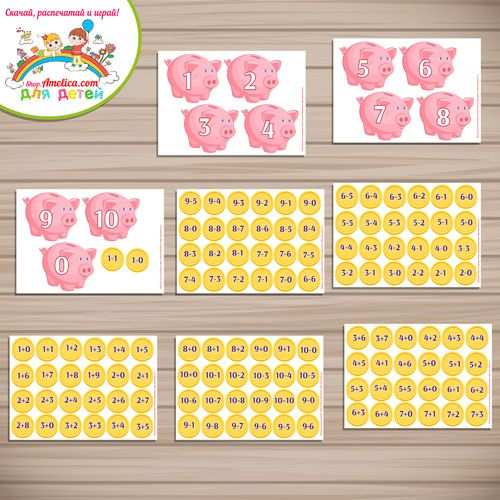 Скачай, распечатай и играй!
Shop.Amelica.com
для детей
1 2
3 4
5 6
7 8
9 10
0 1-1 1-0
9-5 9-4 9-3 9-2 9-1 9-0
8-0 8-8 8-7 8-6 8-5
8-4 8-3 8-2 8-1 7-0 7-7
7-4 7-3 7-2 7-1 7-0 6-6
6-5 6-4 6-3 6-2 6-1 6-0
5-5 5-4 5-3 5-2 5-1 5-0
4-4 4-3 4-2 4-1 4-0 3-3
3-2 3-1 3-0 2-2 2-1 2-0
1+0 1+1 1+2 1+3 1+4 1+5
1+6 1+7 1+8 1+9 2+0 2+1
2+2 2+3 2+4 2+5 2+6 2+7
2+8 3+0 3+2 3+3 3+4 3+5
8+0 8+1 8+2 9+0 9+1 10-0
10+0 10-1 10-2 10-3 10-4 10-5
10-6 10-7 10-8 10-9 10-10 9-0
9-1 9-9 9-8 9-7 9-6
3+6 3+7 4+0 4+2 4+3 4+4
4+5 4+1 4+6 5+0 5+1 5+2
5+3 5+4 5+5 6+0 6+1 6+2
6+3 6+4 7+0 7+1 7+2 7+3